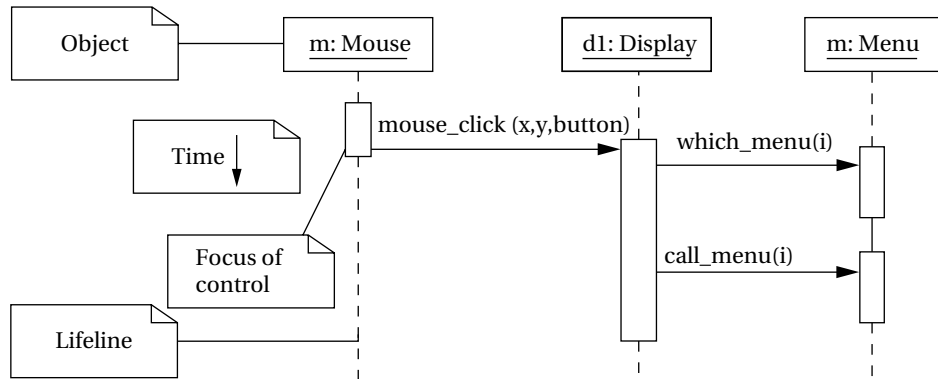 Object
m: Mouse
d1: Display
m: Menu
mouse_click (x,y,button)
Time
which_menu(i)
Focus of
control
call_menu(i)
Lifeline